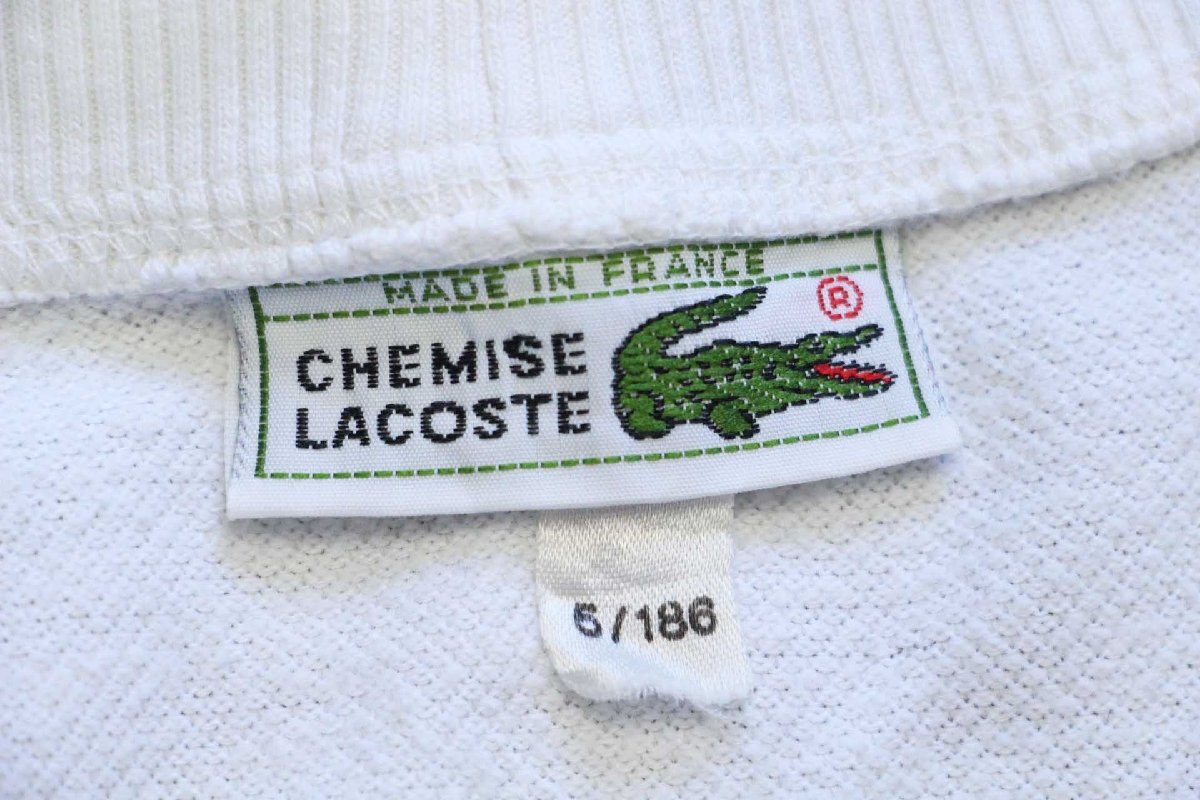 MADE IN FRANCE
®
CHEMISE
LACOSTE
6/186